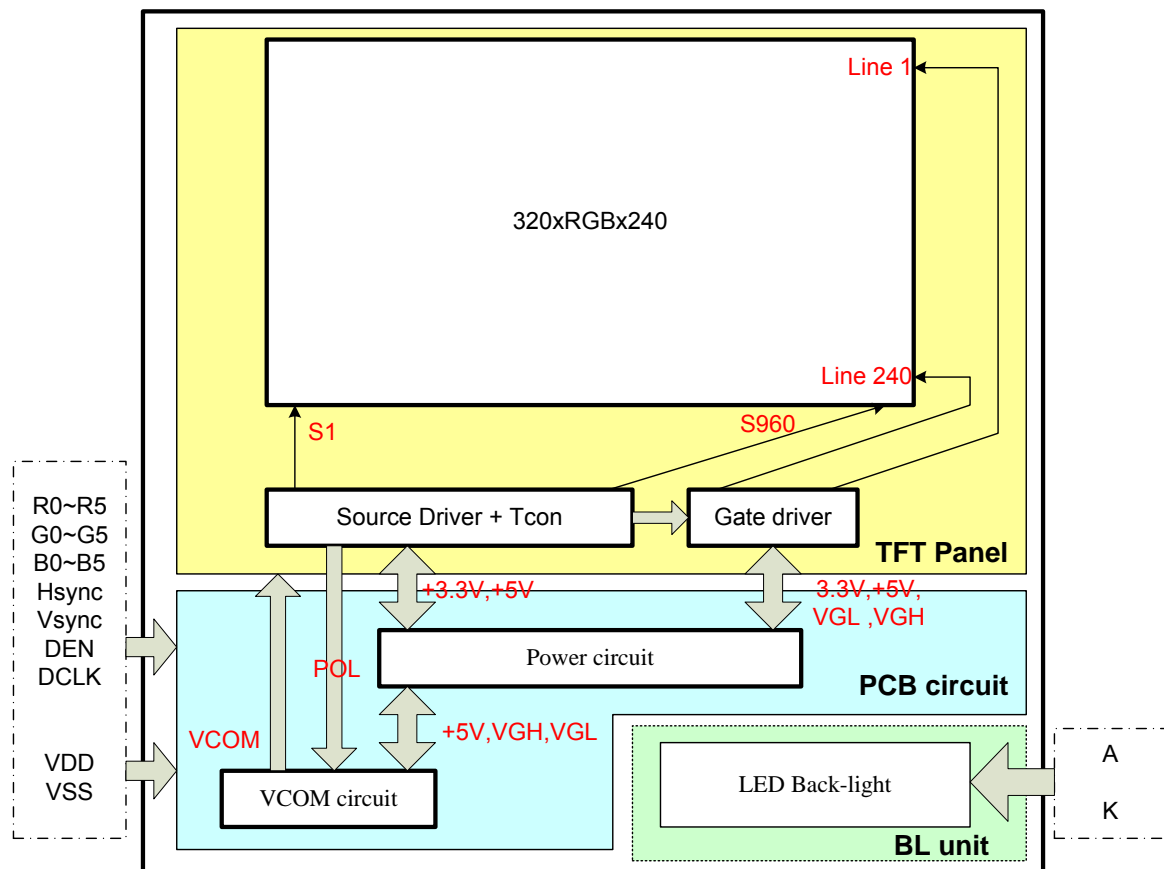 Line 1
320xRGBx240
Line 240
S1
S960
Source Driver + Tcon
Gate driver
TFT Panel
R0~R5
G0~G5
B0~B5
Hsync
Vsync
DEN
DCLK
VDD
VSS
+3.3V,+5V
3.3V,+5V,
VGL ,VGH
Power circuit
POL
PCB circuit
VCOM
+5V,VGH,VGL
VCOM circuit
LED Back-light
BL unit
A
K